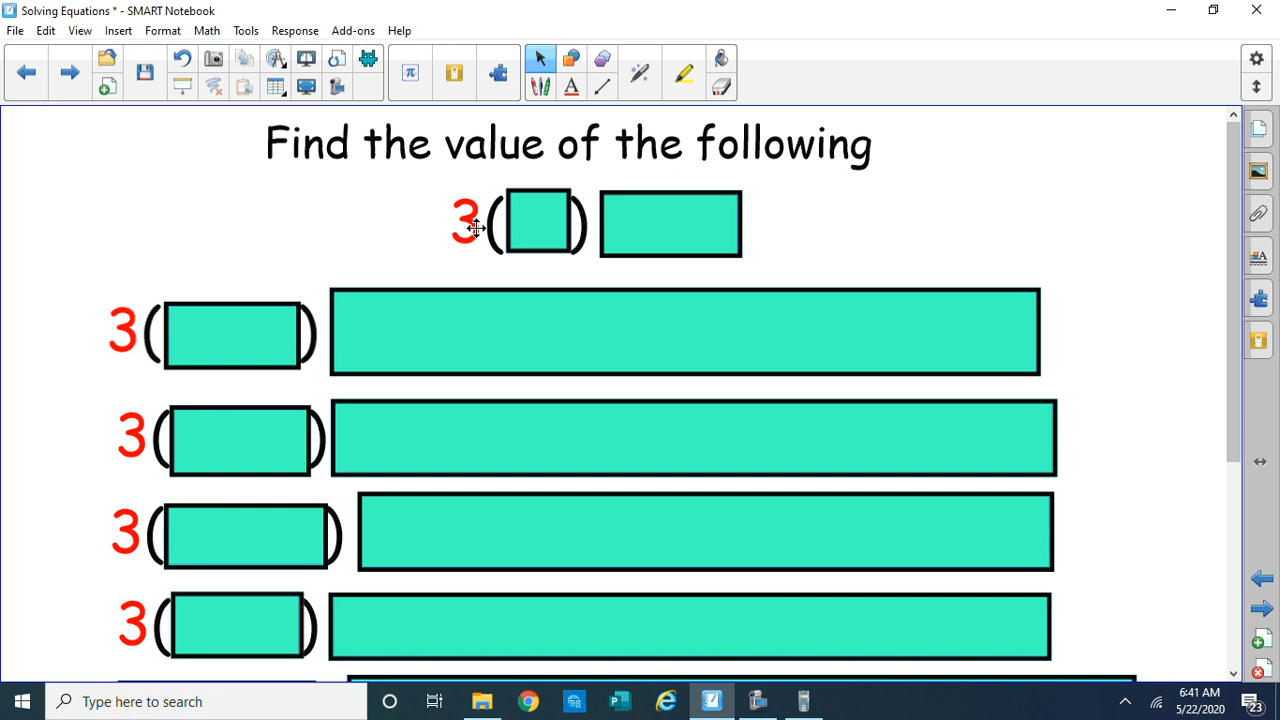 Solving Equations * - SMART Notebook
File Edit View Insert Format Math Tools Response Add-ons Help
Find the value of the following
3( )
3( )
3( )
3( )
3( )
Type here to search
6:41 AM
5/22/2020
23